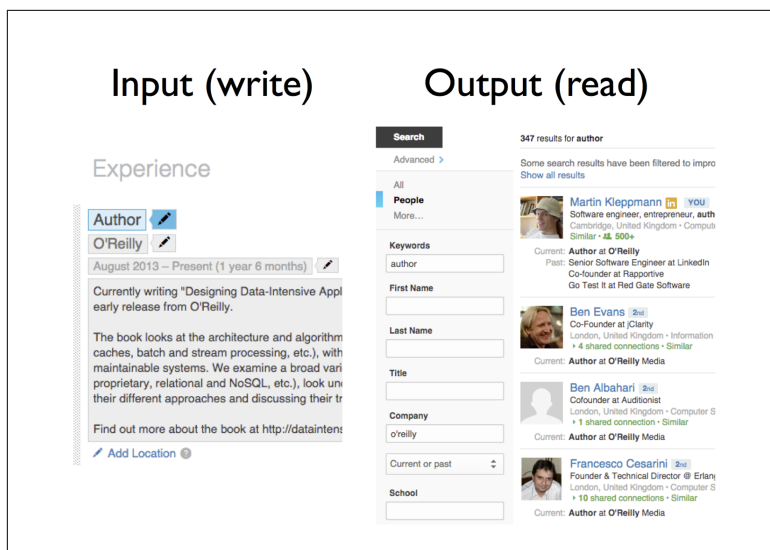 Input (write)
Output (read)
Experience
Author
O'Reilly
August 2013 – Present (1 year 6 months)
Currently writing "Designing Data-Intensive Appl
early release from O'Reilly.
The book looks at the architecture and algorithm
caches, batch and stream processing, etc.), with
maintainable systems. We examine a broad vari
proprietary, relational and NoSQL, etc.), look und
their different approaches and discussing their tr
Find out more about the book at http://dataintens
Add Location ?
Search
Advanced >
All
People
More...
Keywords
author
First Name
Last Name
Title
Company
o'reilly
Current or past
School
347 results for author
Some search results have been filtered to impro
Show all results
Martin Kleppmann in YOU
Software engineer, entrepreneur, auth
Cambridge, United Kingdom • Compute
Similar • 500+
Current: Author at O'Reilly
Past: Senior Software Engineer at LinkedIn
Co-founder at Rapportive
Go Test It at Red Gate Software
Ben Evans 2nd
Co-Founder at jClarity
London, United Kingdom • Information
4 shared connections • Similar
Current: Author at O'Reilly Media
Ben Albahari 2nd
Cofounder at Auditionist
London, United Kingdom • Computer S
1 shared connection • Similar
Current: Author at O'Reilly Media
Francesco Cesarini 2nd
Founder & Technical Director @ Erlang
London, United Kingdom • Computer S
10 shared connections • Similar
Current: Author at O'Reilly Media